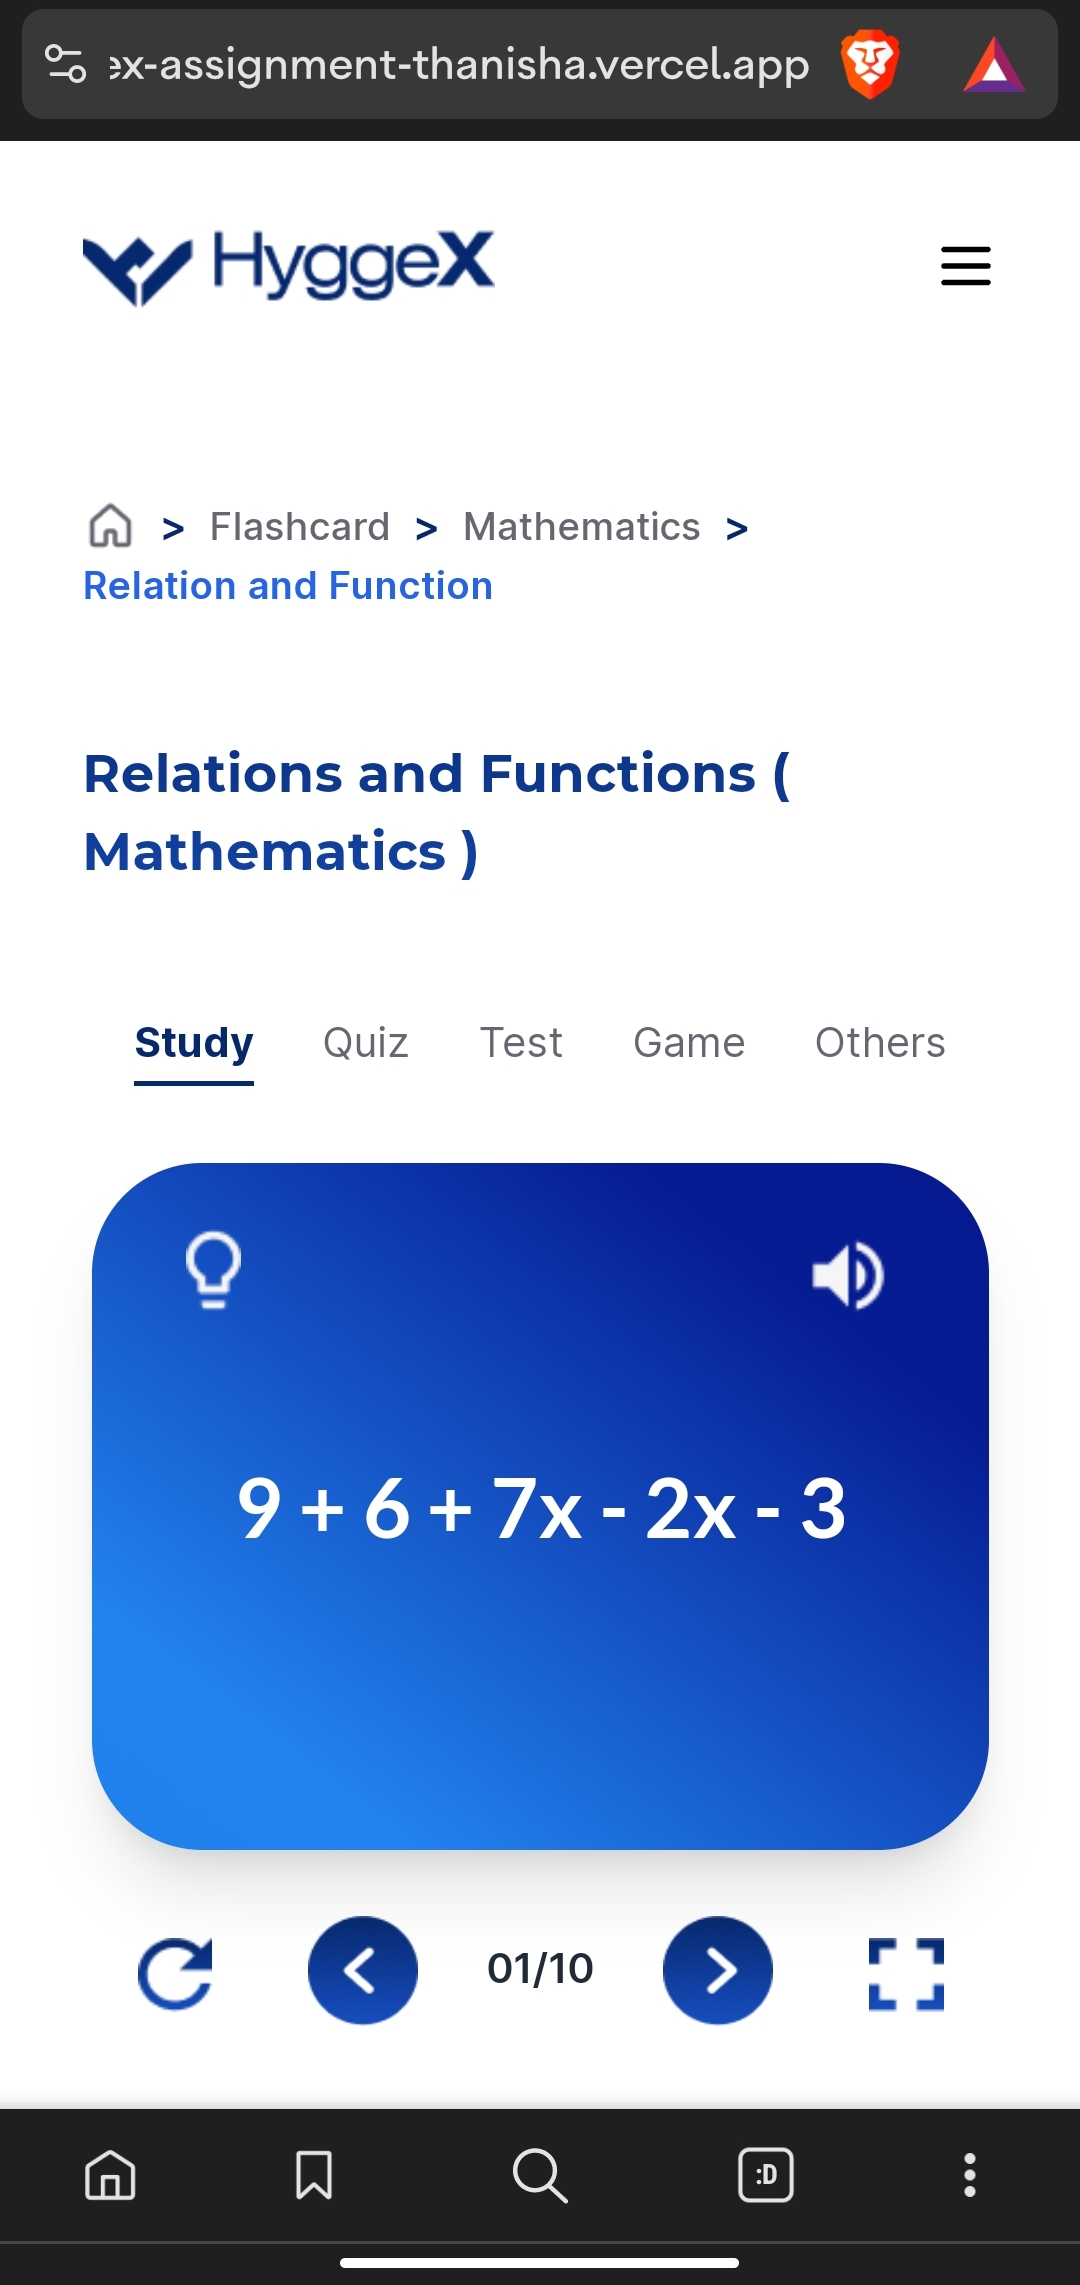 ex-assignment-thanisha.vercel.app
HyggeX
> Flashcard > Mathematics >
Relation and Function
Relations and Functions (
Mathematics )
Study Quiz Test Game Others
9 + 6 + 7x - 2x - 3
01/10
:D